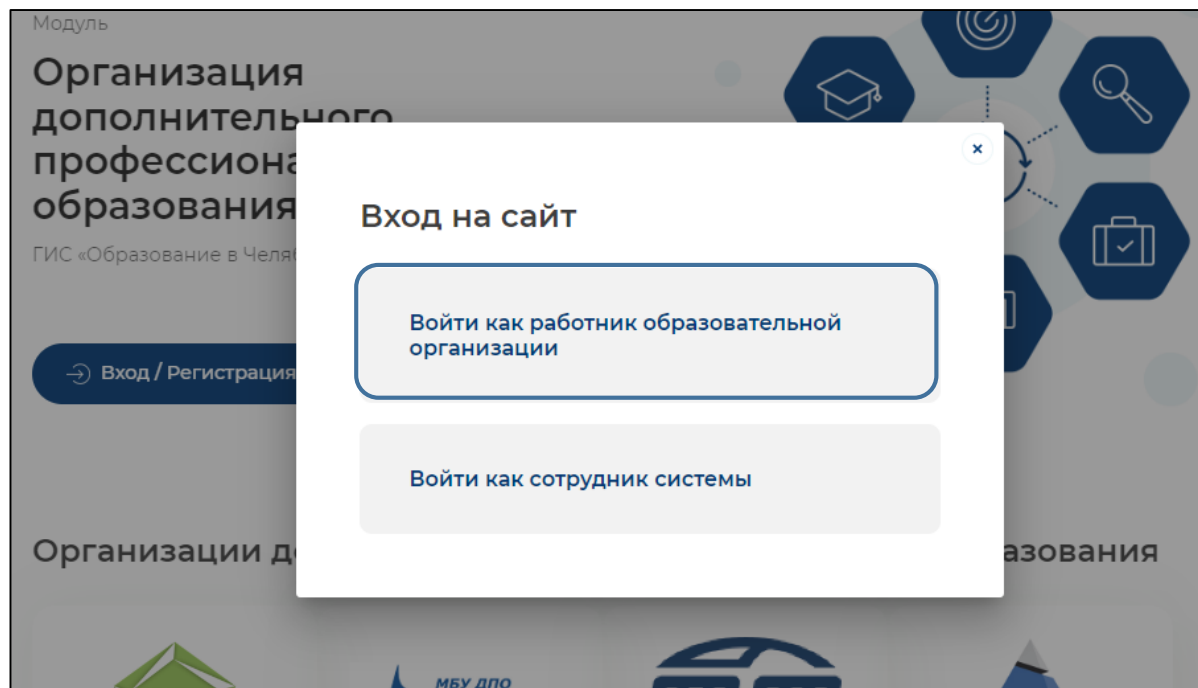 Модуль
Организация
дополнительного
профессиона
образования
ГИС «Образование в Челяб
Вход / Регистрация
Вход на сайт
Войти как работник образовательной
организации
Войти как сотрудник системы
Организации д
азования
МБУ ДПО